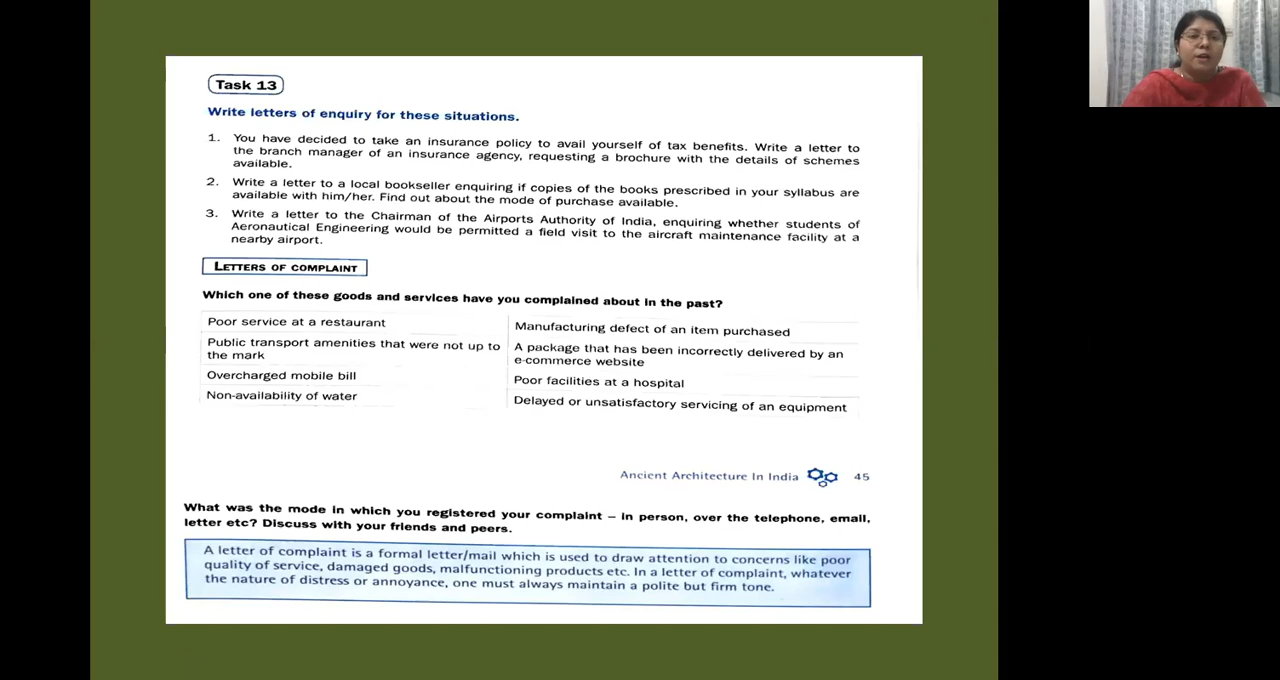 Task 13
Write letters of enquiry for these situations.
1. You have decided to take an insurance policy to avail yourself of tax benefits. Write a letter to
the branch manager of an insurance agency, requesting a brochure with the details of schemes
available.
2. Write a letter to a local bookseller enquiring if copies of the books prescribed in your syllabus are
available with him/her. Find out about the mode of purchase available.
3. Write a letter to the Chairman of the Airports Authority of India, enquiring whether students of
Aeronautical Engineering would be permitted a field visit to the aircraft maintenance facility at a
nearby airport.
LETTERS OF COMPLAINT
Which one of these goods and services have you complained about in the past?
Poor service at a restaurant
Public transport amenities that were not up to
the mark
Overcharged mobile bill
Non-availability of water
Manufacturing defect of an item purchased
A package that has been incorrectly delivered by an
e-commerce website
Poor facilities at a hospital
Delayed or unsatisfactory servicing of an equipment
Ancient Architecture In India 45
What was the mode in which you registered your complaint – in person, over the telephone, email,
letter etc? Discuss with your friends and peers.
A letter of complaint is a formal letter/mail which is used to draw attention to concerns like poor
quality of service, damaged goods, malfunctioning products etc. In a letter of complaint, whatever
the nature of distress or annoyance, one must always maintain a polite but firm tone.